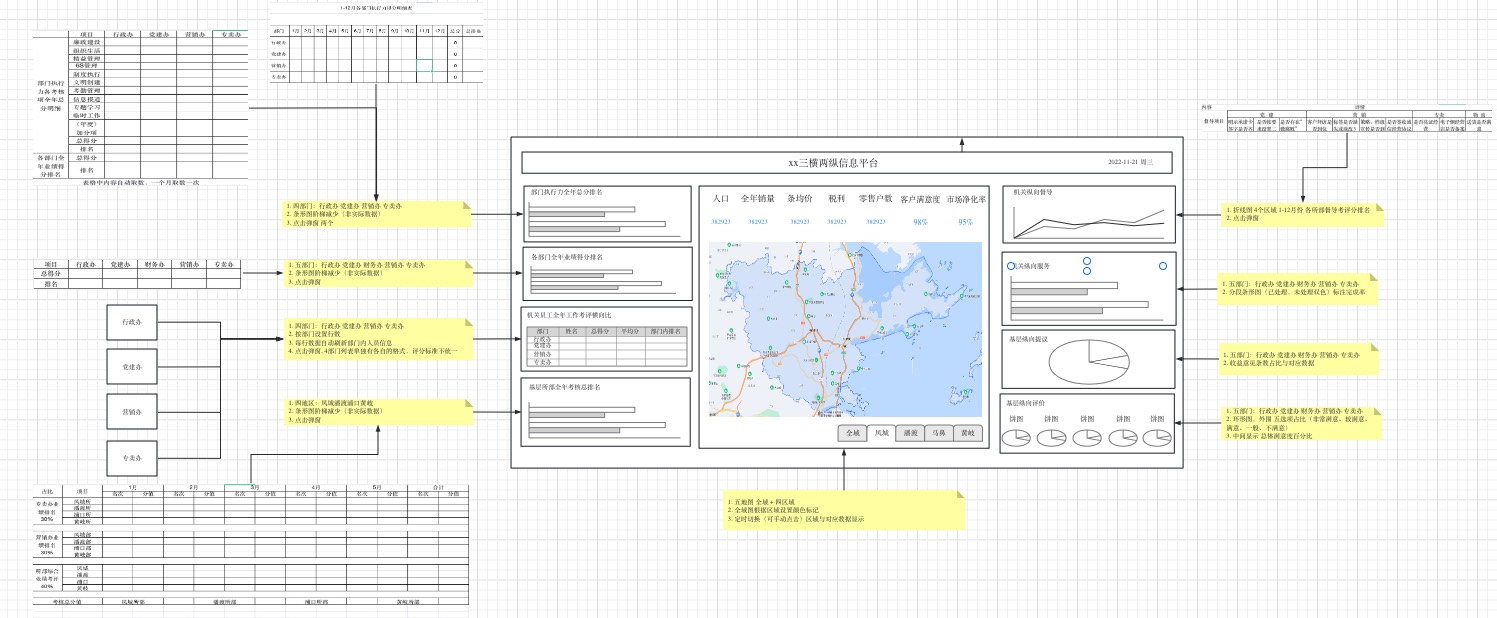 1-12月各部门执行力得分明细表
部门 1月 2月 3月 4月 5月 6月 7月 8月 9月 10月 11月 12月 总分 总排名
行政办 0
党建办 0
营销办 0
专卖办 0
项目 行政办 党建办 营销办 专卖办
部门执行力各考核项全年总分明细
廉政建设
组织生活
精益管理
6S管理
制度执行
文明创建
考勤管理
信息报送
专题学习
临时工作
（年度）
加分项
总得分
排名
各部门全年业绩得分排名
总得分
排名
表格中内容自动取数，一个月取数一次
1. 四部门：行政办 党建办 营销办 专卖办
2. 条形图阶梯减少（非实际数据）
3. 点击弹窗 两个
项目 行政办 党建办 财务办 营销办 专卖办
总得分
排名
1. 五部门：行政办 党建办 财务办 营销办 专卖办
2. 条形图阶梯减少（非实际数据）
3. 点击弹窗
行政办
党建办
营销办
专卖办
1. 四部门：行政办 党建办 营销办 专卖办
2. 按部门设置行数
3. 每行数据自动刷新部门内人员信息
4. 点击弹窗,4部门列表单独有各自的格式，评分标准不统一
1. 四地区：凤城潘渡浦口黄岐
2. 条形图阶梯减少（非实际数据）
3. 点击弹窗
占比 项目 1月 2月 3月 4月 5月 合计
名次 分值 名次 分值 名次 分值 名次 分值 名次 分值 名次 分值
专卖办业绩排名 30%
凤城所
潘渡所
浦口所
黄岐所
营销办业绩排名 30%
凤城部
潘渡部
浦口部
黄岐部
所部综合业绩考评 40%
凤城
潘渡
浦口
黄岐
考核总分值 凤城所部 潘渡所部 浦口所部 黄岐所部
xx三横两纵信息平台
2022-11-21 周三
部门执行力全年总分排名
各部门全年业绩得分排名
机关员工全年工作考评横向比
部门 姓名 总得分 平均分 部门内排名
行政办
党建办
营销办
专卖办
基层所部全年考核总排名
人口 全年销量 条均价 税利 零售户数 客户满意度 市场净化率
382923 382923 382923 382923 382923 98% 95%
全城 凤城 潘渡 马鼻 黄岐
1. 五地图 全域 + 四区域
2. 全域图根据区域设置颜色标记
3. 定时切换（可手动点击）区域与对应数据显示
机关纵向督导
机关纵向服务
基层纵向提议
基层纵向评价
饼图 饼图 饼图 饼图 饼图
内容 详细
党 建 营 销 专卖 物 流
督导项目
1. 折线图 4个区域 1-12月份 各所部督导考评分排名
2. 点击弹窗
1. 五部门：行政办 党建办 财务办 营销办 专卖办
2. 分段条形图（已处理、未处理双色）标注完成率
1. 五部门：行政办 党建办 财务办 营销办 专卖办
2. 收益意见条数占比与对应数据
1. 五部门：行政办 党建办 财务办 营销办 专卖办
2. 环形图、外围 五选项占比（非常满意、较满意、
满意、一般、不满意）
3. 中间显示 总体满意度百分比